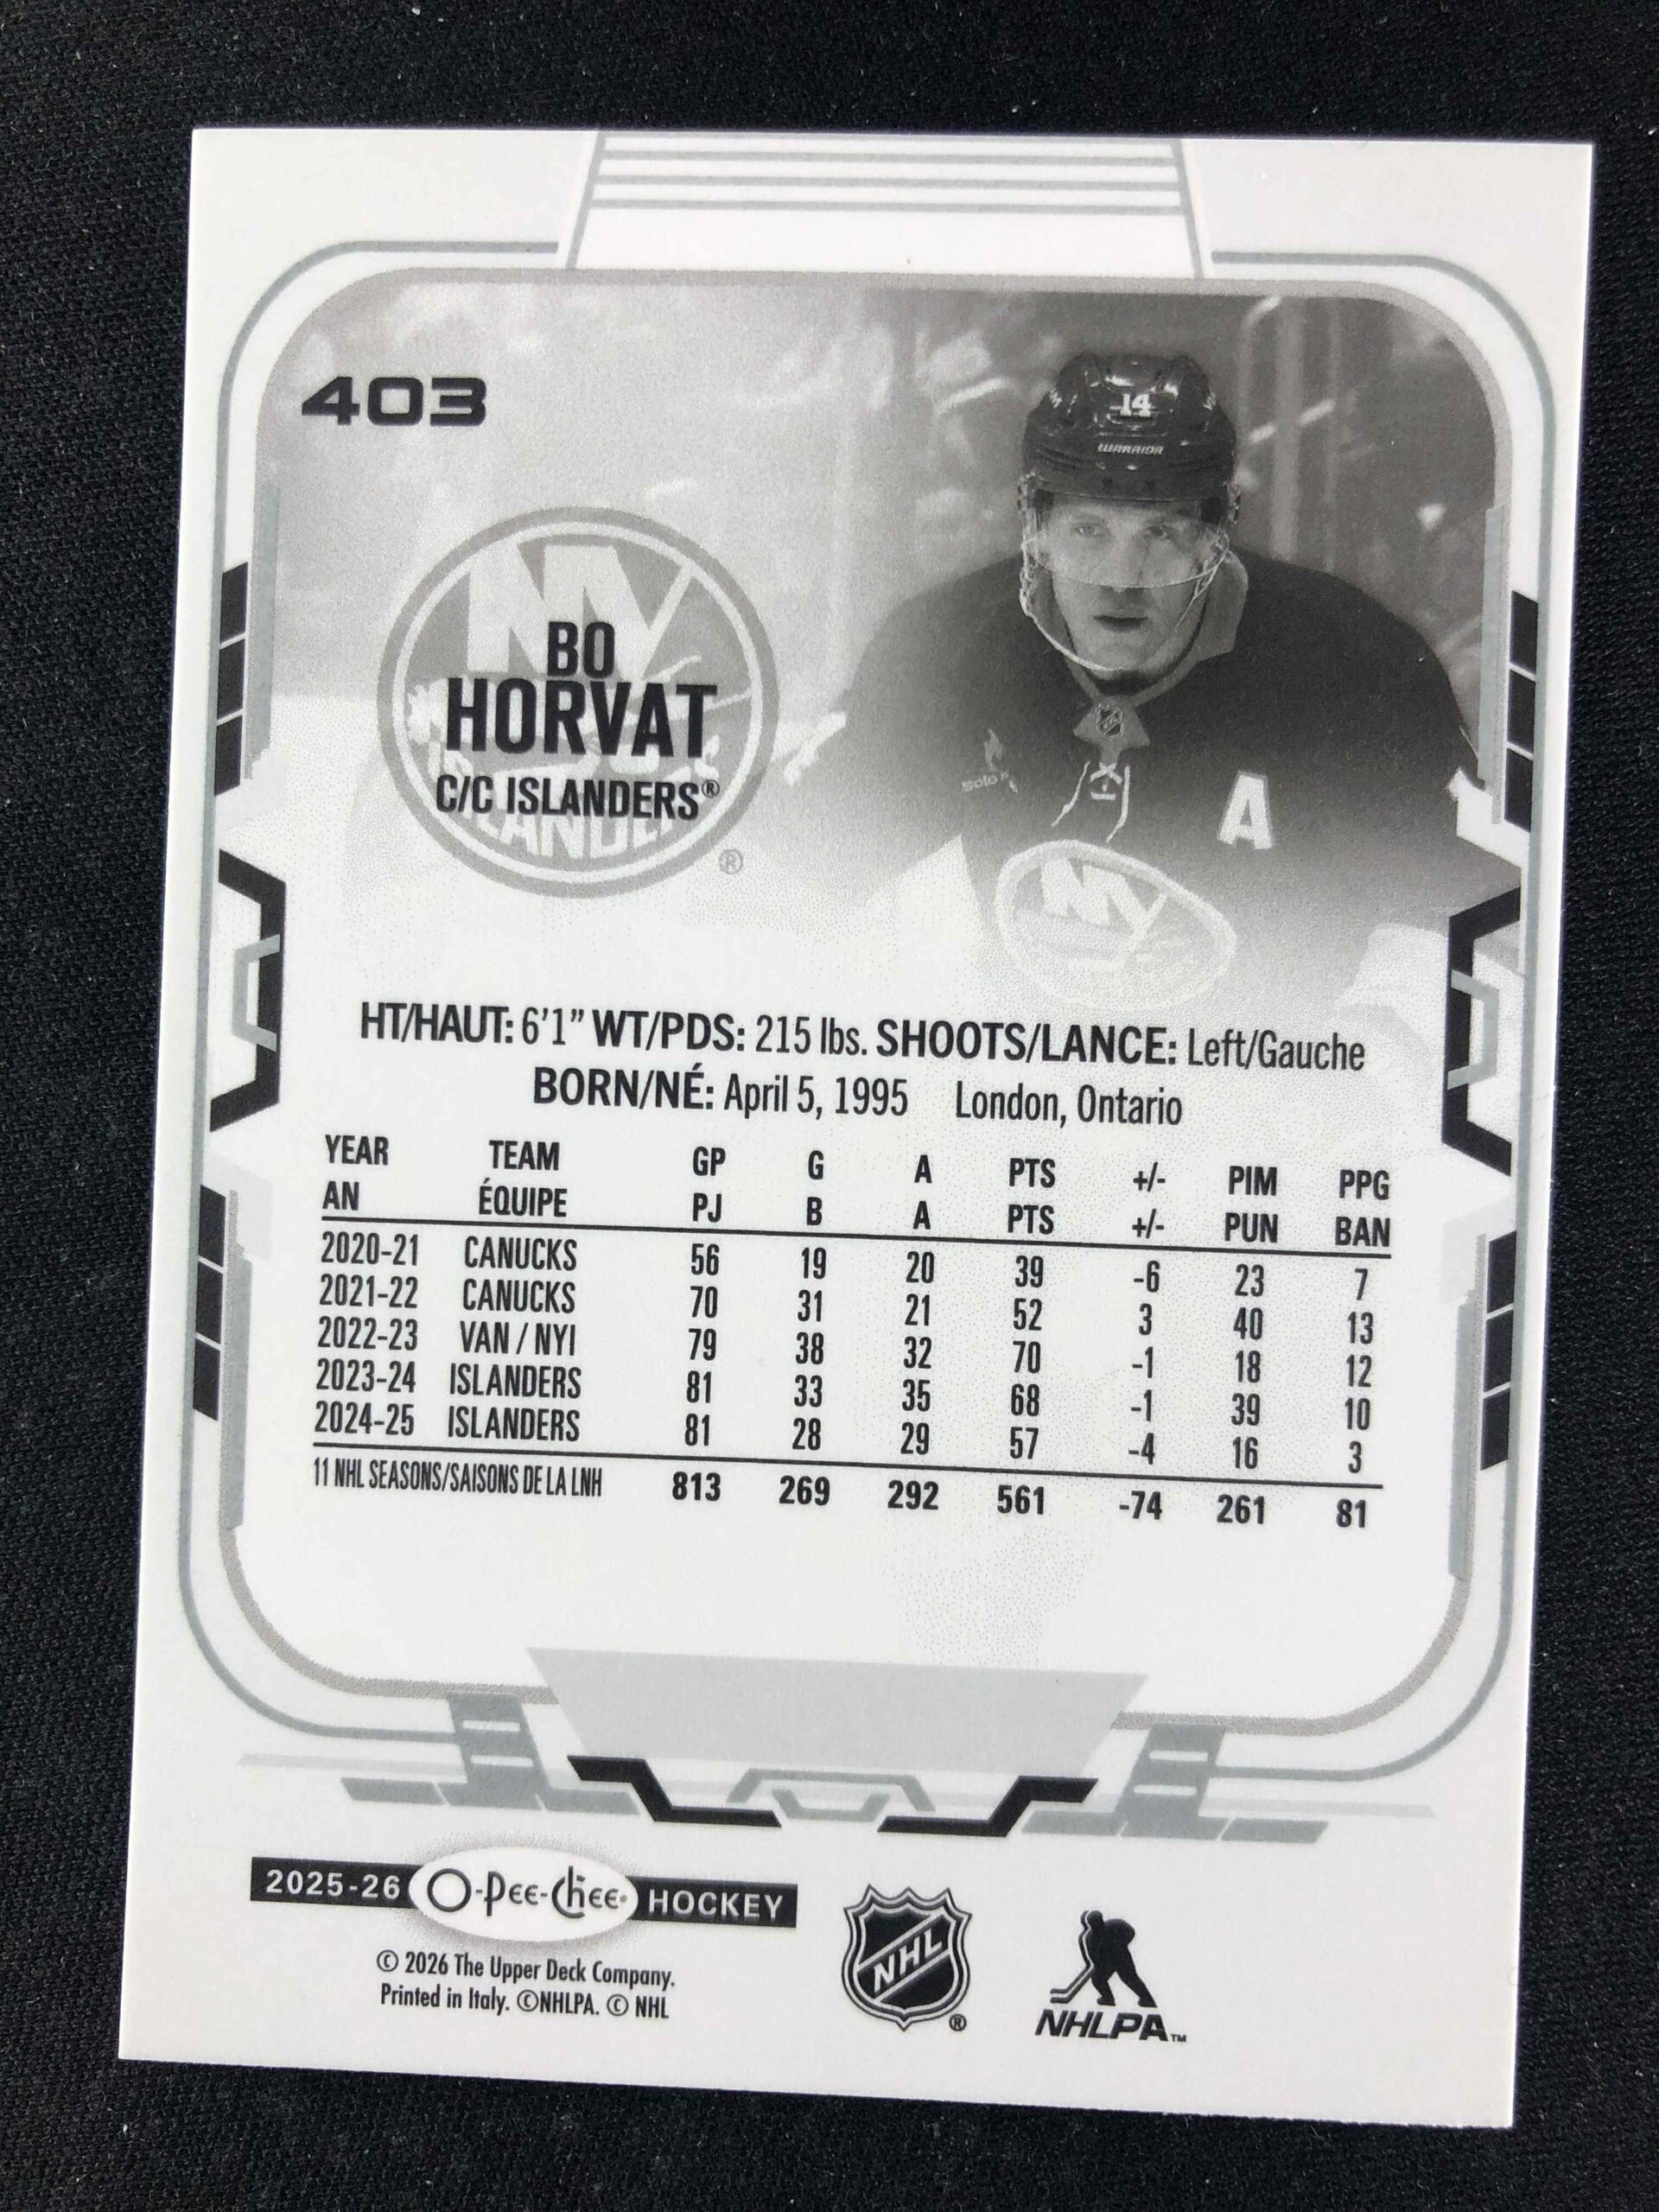 403
14
WARRIOR
BO
HORVAT
C/C ISLANDERS®
A
HT/HAUT: 6'1" WT/PDS: 215 lbs. SHOOTS/LANCE: Left/Gauche
BORN/NÉ: April 5, 1995 London, Ontario
YEAR TEAM GP G A PTS +/- PIM PPG
AN ÉQUIPE PJ B A PTS +/- PUN BAN
2020-21 CANUCKS 56 19 20 39 -6 23 7
2021-22 CANUCKS 70 31 21 52 3 40 13
2022-23 VAN / NYI 79 38 32 70 -1 18 12
2023-24 ISLANDERS 81 33 35 68 -1 39 10
2024-25 ISLANDERS 81 28 29 57 -4 16 3
11 NHL SEASONS/SAISONS DE LA LNH 813 269 292 561 -74 261 81
2025-26 O-Pee-Chee® HOCKEY
© 2026 The Upper Deck Company.
Printed in Italy. ©NHLPA. © NHL
NHL®
NHLPA™